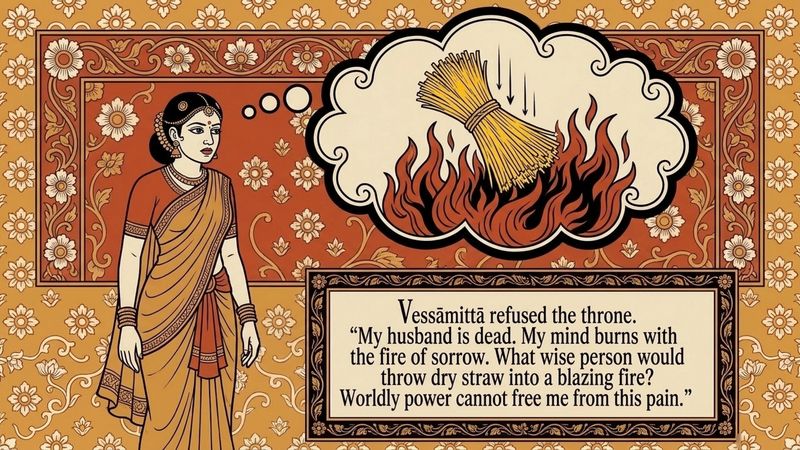 Vessāmittā refused the throne.
“My husband is dead. My mind burns with
the fire of sorrow. What wise person would
throw dry straw into a blazing fire?
Worldly power cannot free me from this pain.”